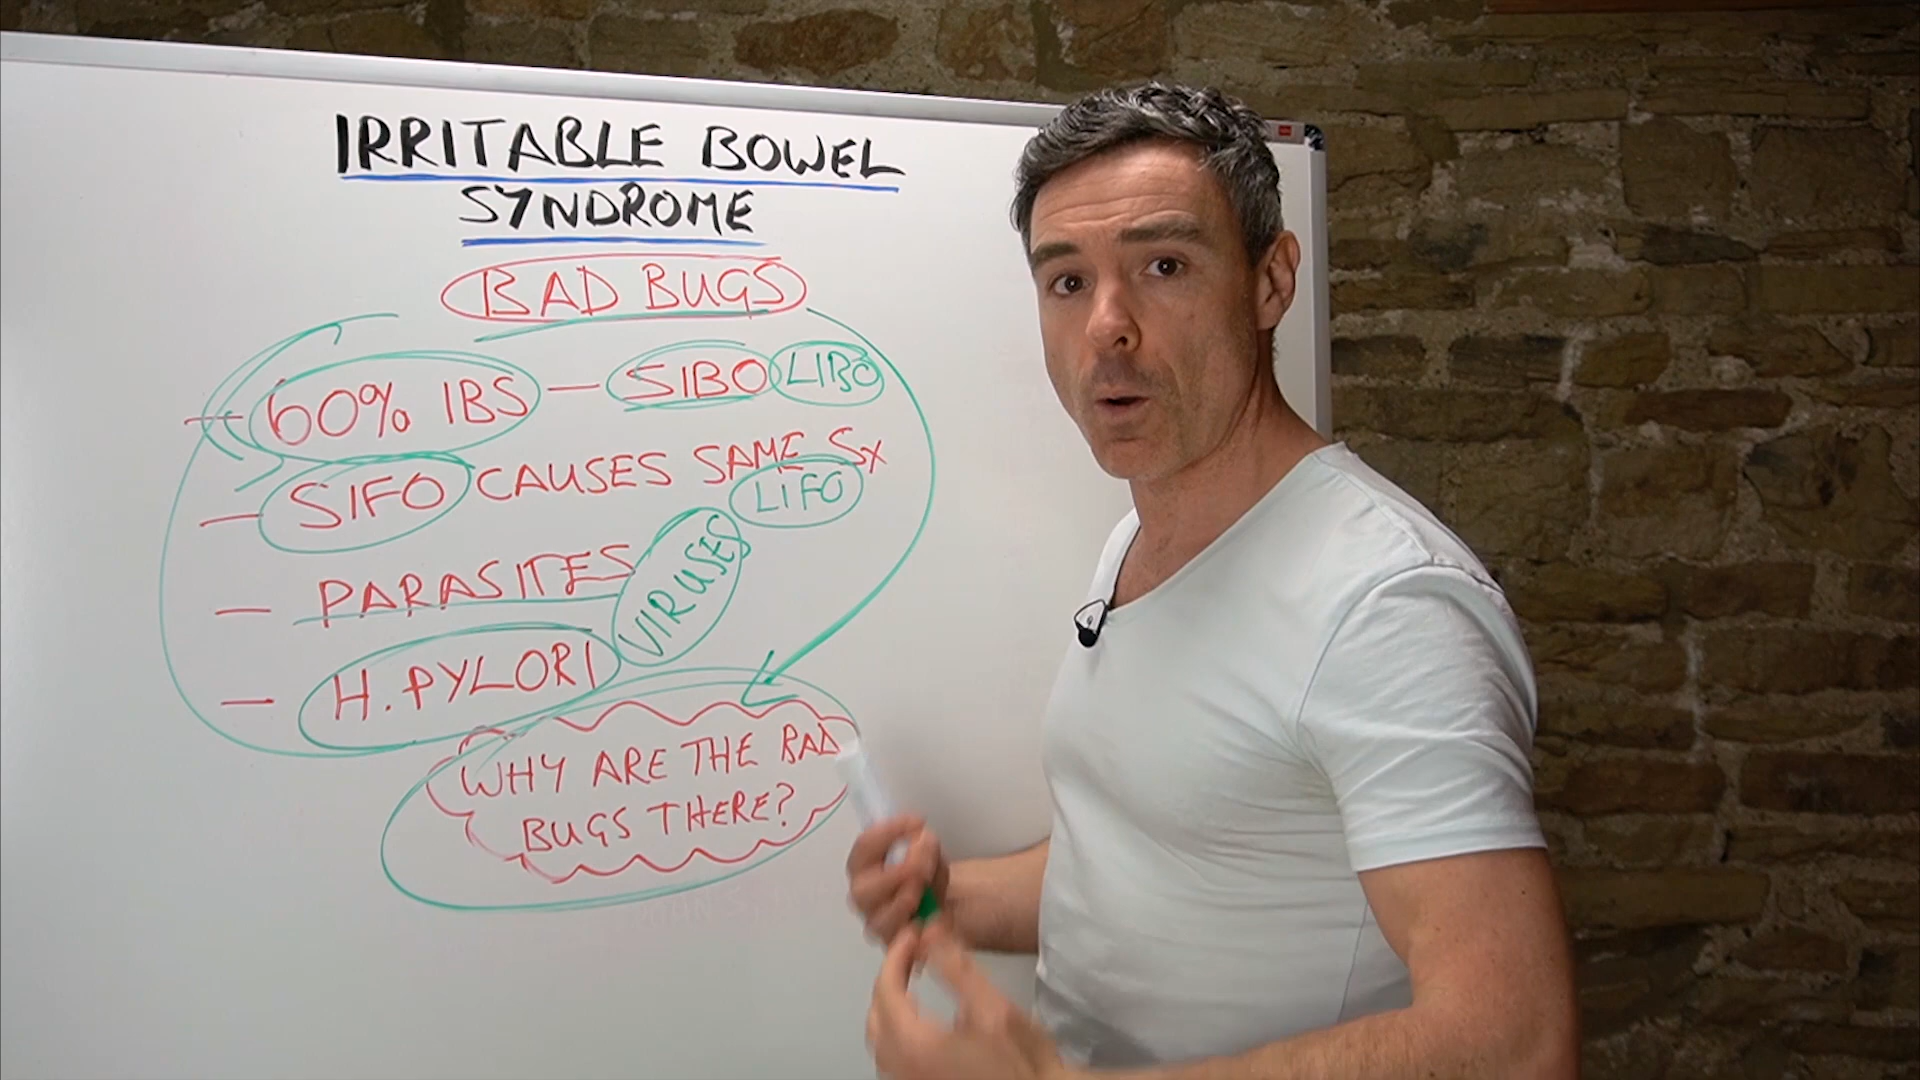 IRRITABLE BOWEL
SYNDROME
BAD BUGS
— 60% IBS — SIBO LIBO
— SIFO CAUSES SAME Sx
LIFO
— PARASITES VIRUSES
— H. PYLORI
WHY ARE THE BAD
BUGS THERE?